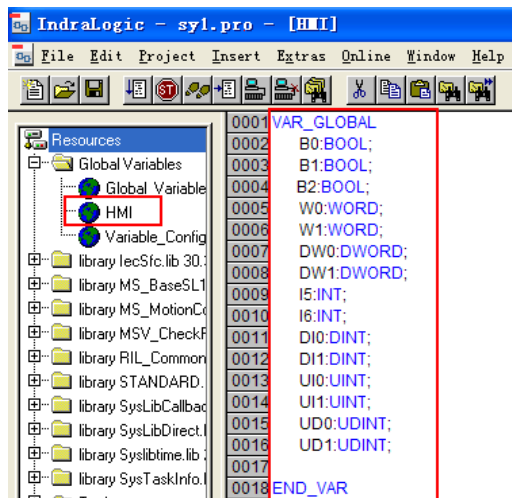 IndraLogic - sy1.pro - [HMI]
File Edit Project Insert Extras Online Window Help
Resources
Global Variables
Global_Variable
HMI
Variable_Config
library IecSfc.lib 30.
library MS_BaseSL1
library MS_MotionCo
library MSV_CheckF
library RIL_Common
library STANDARD.
library SysLibCallbac
library SysLibDirect.l
library Syslibtime.lib
library SysTaskInfo.l
0001 VAR_GLOBAL
0002 B0:BOOL;
0003 B1:BOOL;
0004 B2:BOOL;
0005 W0:WORD;
0006 W1:WORD;
0007 DW0:DWORD;
0008 DW1:DWORD;
0009 I5:INT;
0010 I6:INT;
0011 DI0:DINT;
0012 DI1:DINT;
0013 UI0:UINT;
0014 UI1:UINT;
0015 UD0:UDINT;
0016 UD1:UDINT;
0017
0018 END_VAR